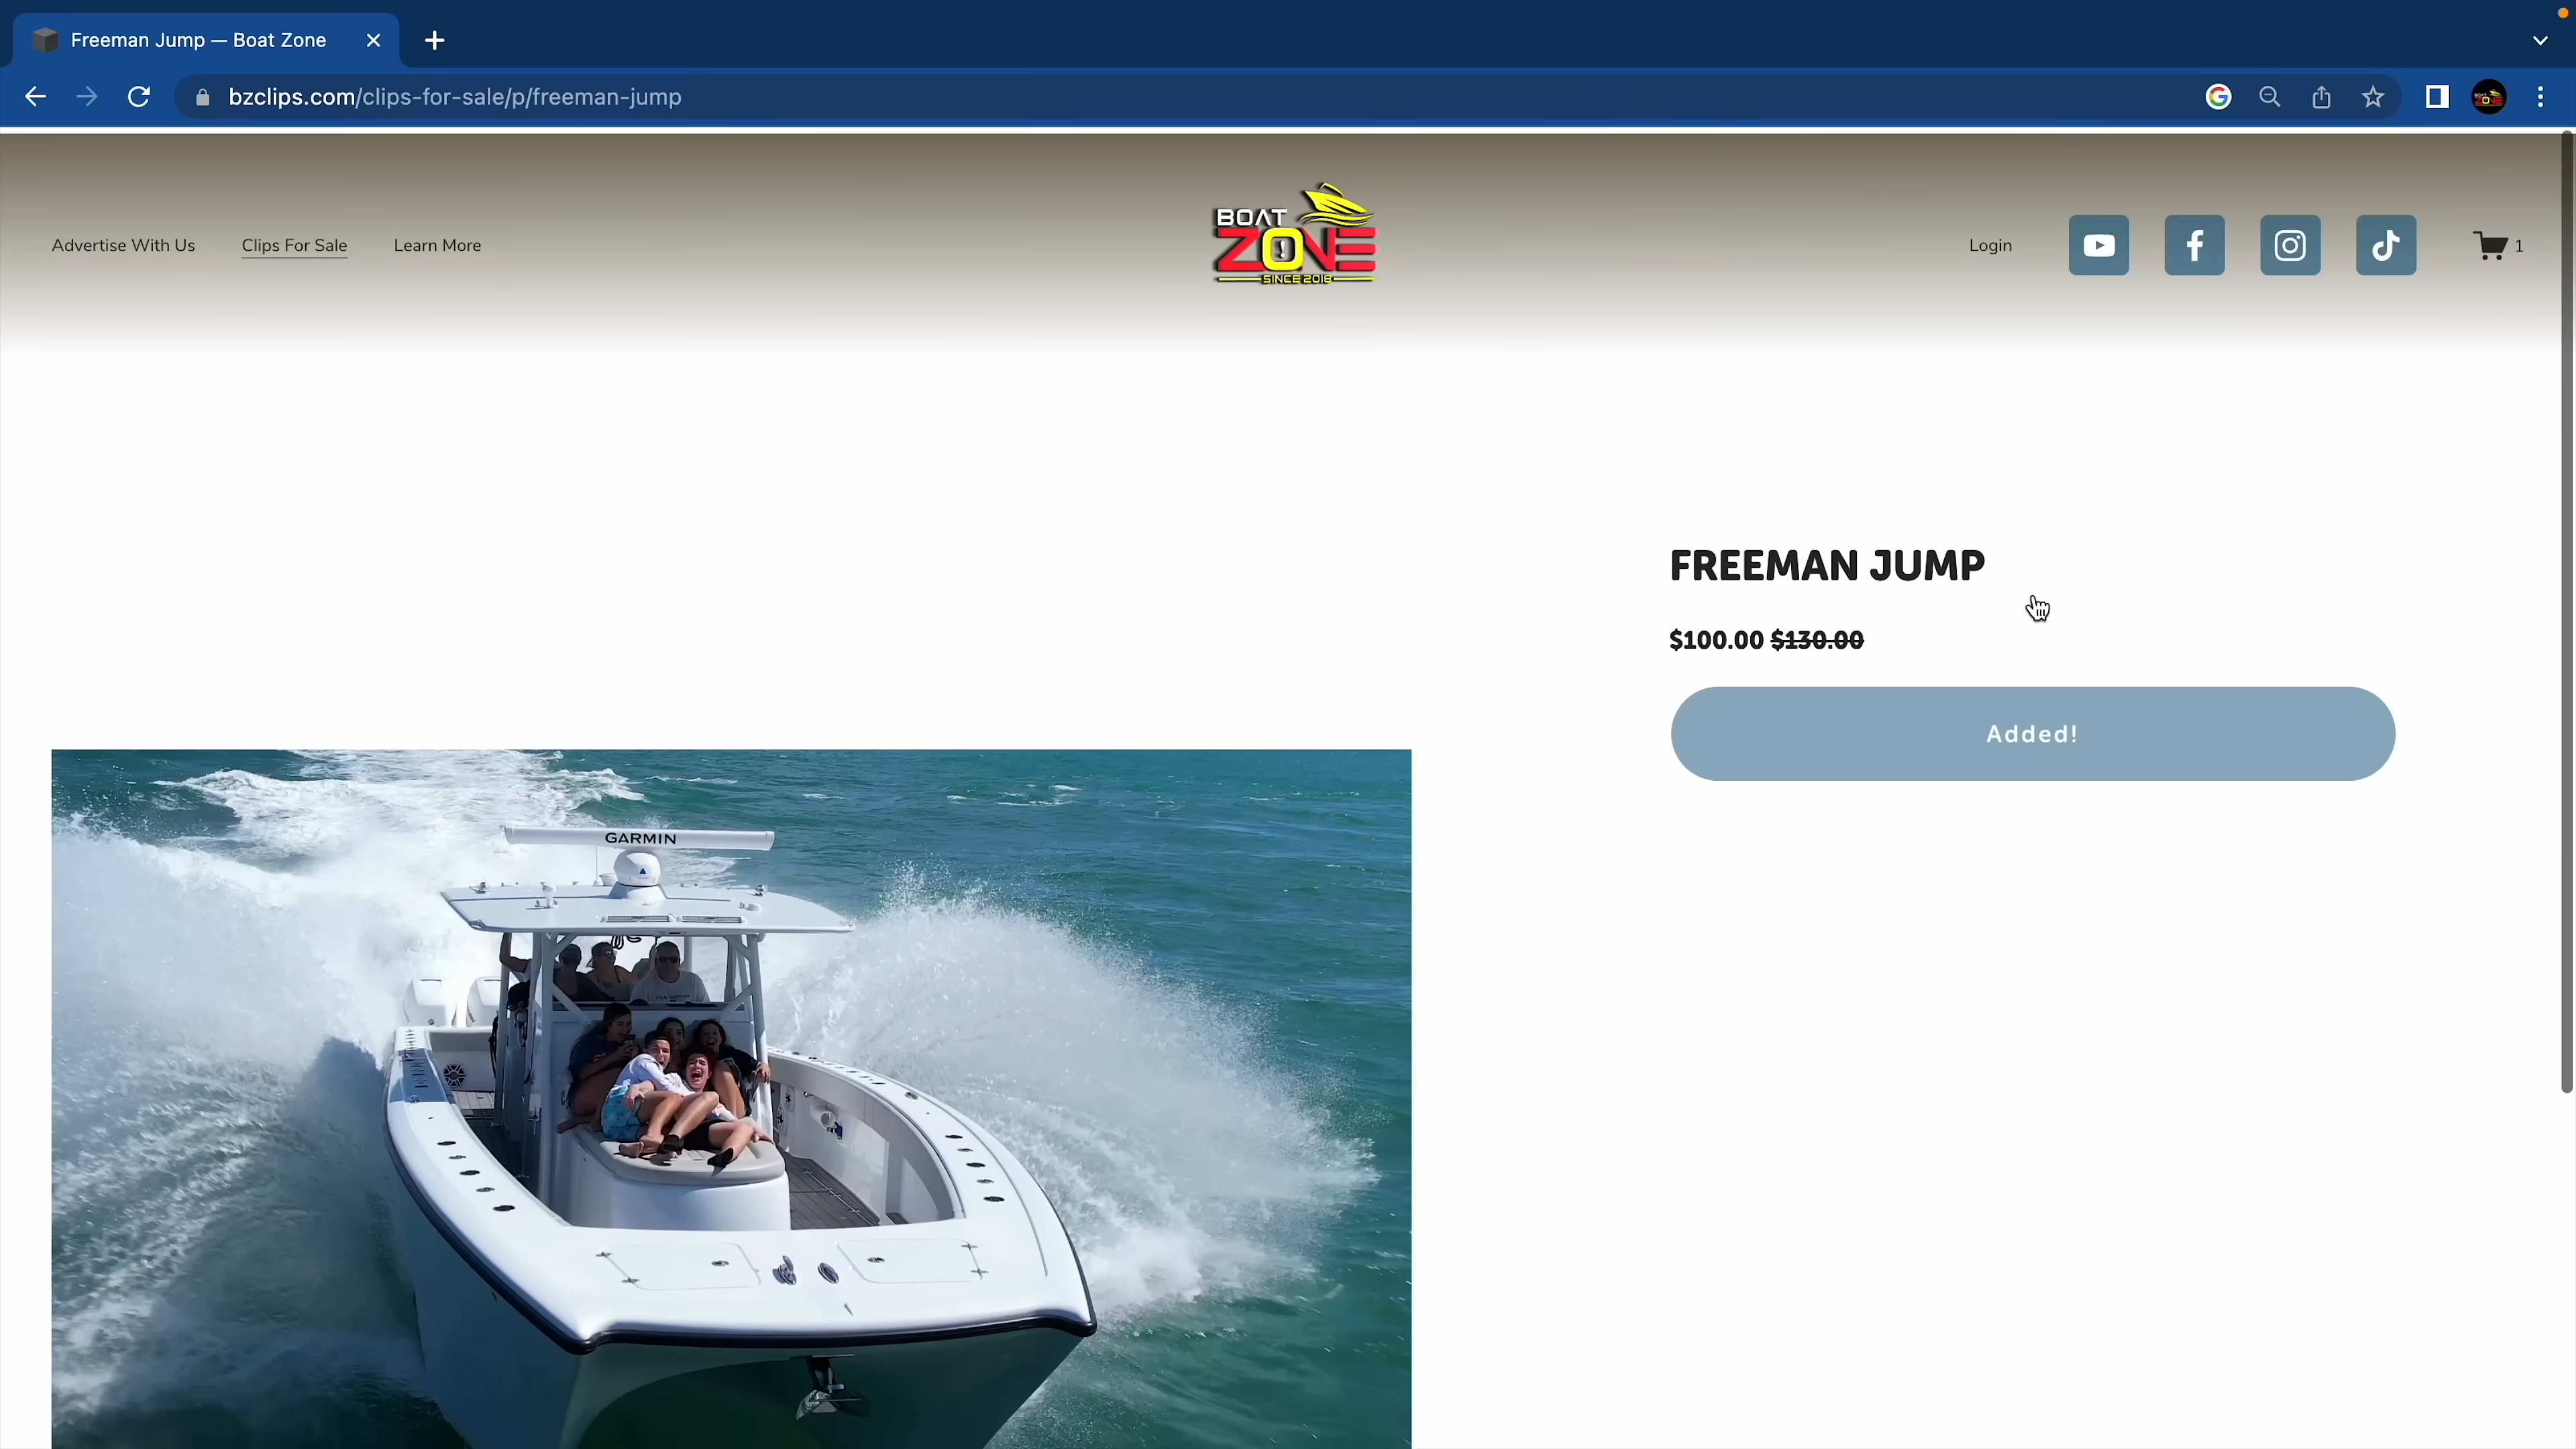 Freeman Jump — Boat Zone
bzclips.com/clips-for-sale/p/freeman-jump
Advertise With Us
Clips For Sale
Learn More
BOAT
ZONE
SINCE 2018
Login
1
FREEMAN JUMP
$100.00 $130.00
Added!
GARMIN